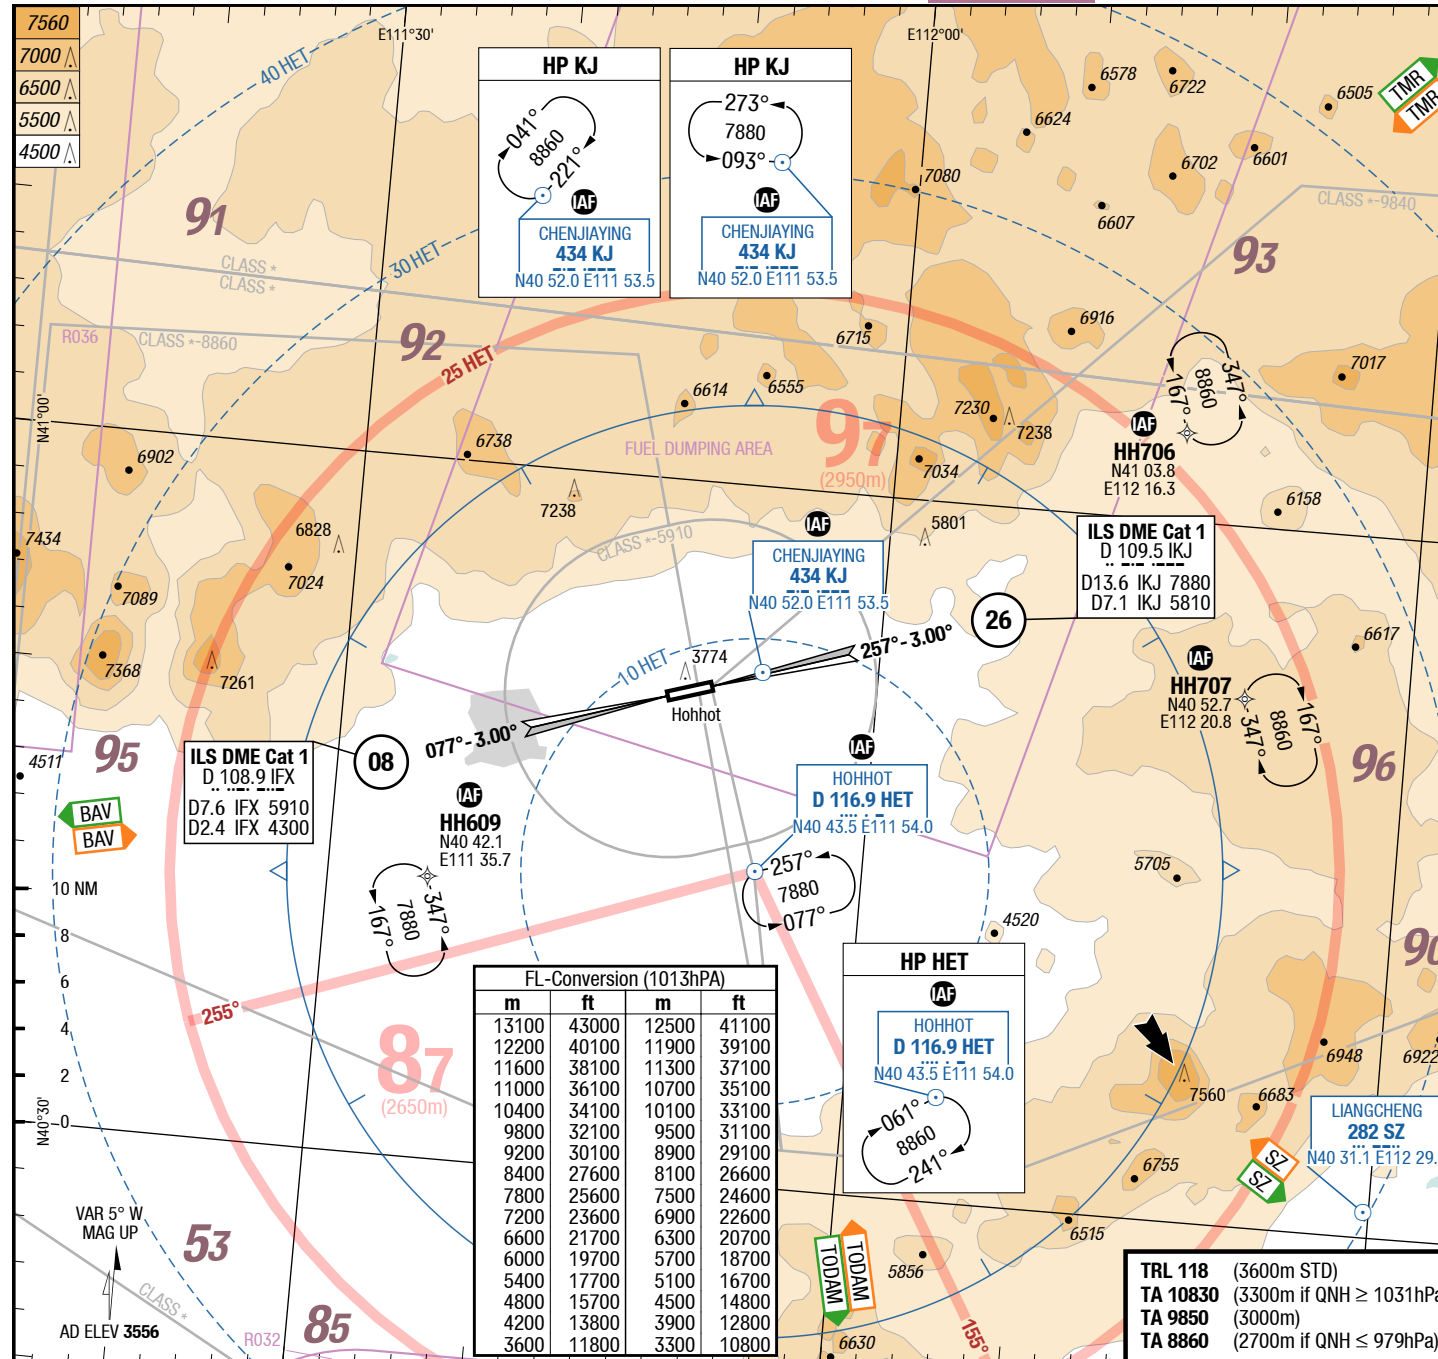 7560
7000
6500
5500
4500
E111°30'
E112°00'
40 HET
30 HET
HP KJ
041°
8860
221°
IAF
CHENJIAYING
434 KJ
N40 52.0 E111 53.5
HP KJ
273°
7880
093°
IAF
CHENJIAYING
434 KJ
N40 52.0 E111 53.5
6578
6722
6505
6624
6702
6601
7080
6607
TMR
TMR
CLASS *-9840
91
93
CLASS *
CLASS *
R036
CLASS *-8860
92
25 HET
6715
6916
7017
6614
6555
7230
7238
347°
8860
167°
IAF
HH706
N41 03.8
E112 16.3
N41°00'
6738
6902
FUEL DUMPING AREA
97
(2950m)
7034
6158
7238
6828
5801
7434
7024
7089
CLASS *-5910
IAF
CHENJIAYING
434 KJ
N40 52.0 E111 53.5
ILS DME Cat 1
D 109.5 IKJ
D13.6 IKJ 7880
D7.1 IKJ 5810
26
257°- 3.00°
6617
7368
7261
10 HET
3774
Hohhot
077°- 3.00°
IAF
HH707
N40 52.7
E112 20.8
167°
8860
347°
95
96
4511
08
ILS DME Cat 1
D 108.9 IFX
D7.6 IFX 5910
D2.4 IFX 4300
BAV
BAV
IAF
HH609
N40 42.1
E111 35.7
347°
7880
167°
IAF
HOHHOT
D 116.9 HET
N40 43.5 E111 54.0
257°
7880
077°
5705
4520
90
10 NM
8
6
4
2
0
N40°30'
255°
87
(2650m)
FL-Conversion (1013hPA)
m ft m ft
13100 43000 12500 41100
12200 40100 11900 39100
11600 38100 11300 37100
11000 36100 10700 35100
10400 34100 10100 33100
9800 32100 9500 31100
9200 30100 8900 29100
8400 27600 8100 26600
7800 25600 7500 24600
7200 23600 6900 22600
6600 21700 6300 20700
6000 19700 5700 18700
5400 17700 5100 16700
4800 15700 4500 14800
4200 13800 3900 12800
3600 11800 3300 10800
HP HET
IAF
HOHHOT
D 116.9 HET
N40 43.5 E111 54.0
061°
8860
241°
7560
6948
6922
6683
6755
6515
LIANGCHENG
282 SZ
N40 31.1 E112 29.
SZ
SZ
VAR 5° W
MAG UP
AD ELEV 3556
53
CLASS *
R032
85
TODAM
TODAM
5856
6630
155°
TRL 118 (3600m STD)
TA 10830 (3300m if QNH ≥ 1031hPa
TA 9850 (3000m)
TA 8860 (2700m if QNH ≤ 979hPa)